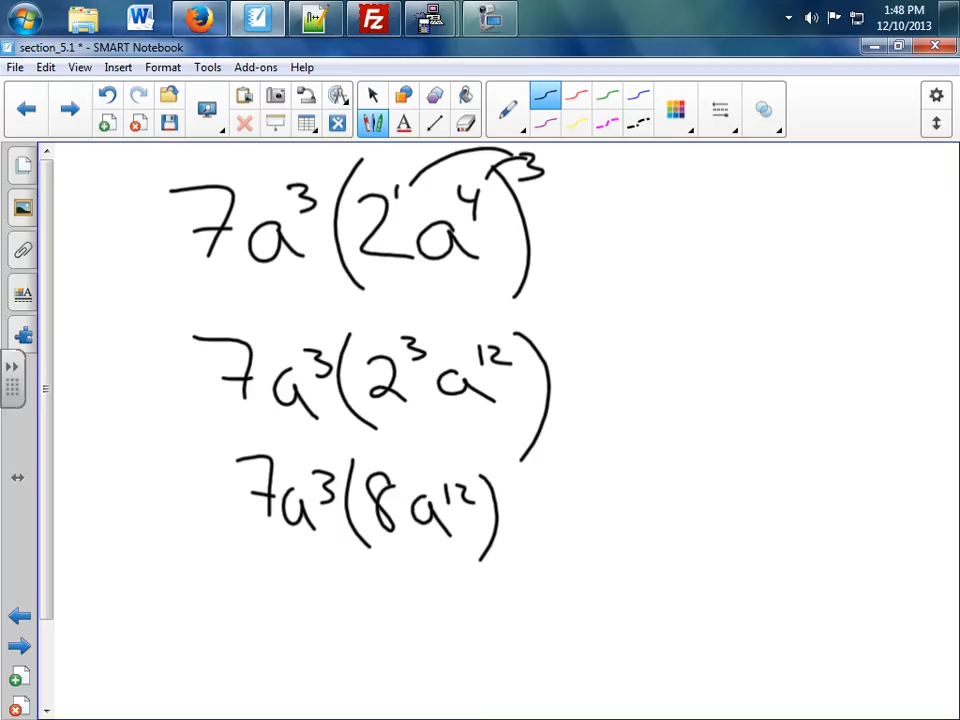 1:48 PM
12/10/2013
section_5.1 * - SMART Notebook
File Edit View Insert Format Tools Add-ons Help
7a³(2¹a⁴)³
7a³(2³a¹²)
7a³(8a¹²)